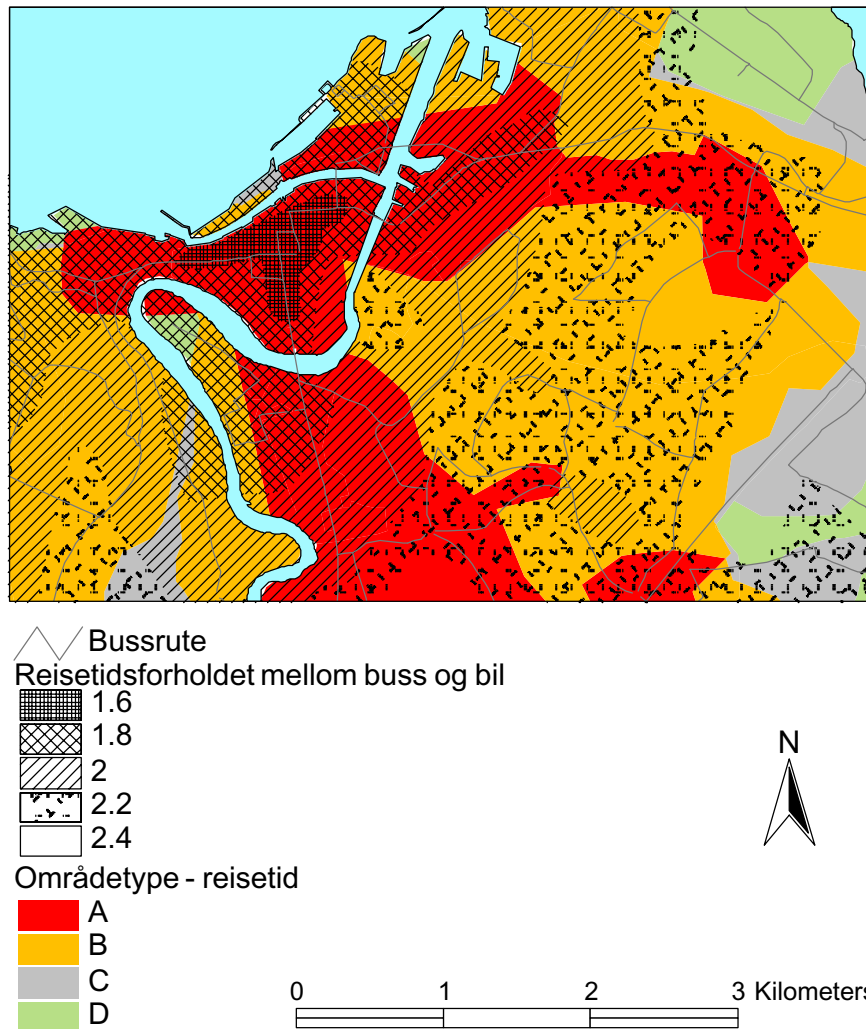 Bussrute
Reisetidsforholdet mellom buss og bil
1.6
1.8
2
2.2
2.4
N
Områdetype - reisetid
A
B
C
D
0 1 2 3 Kilometers